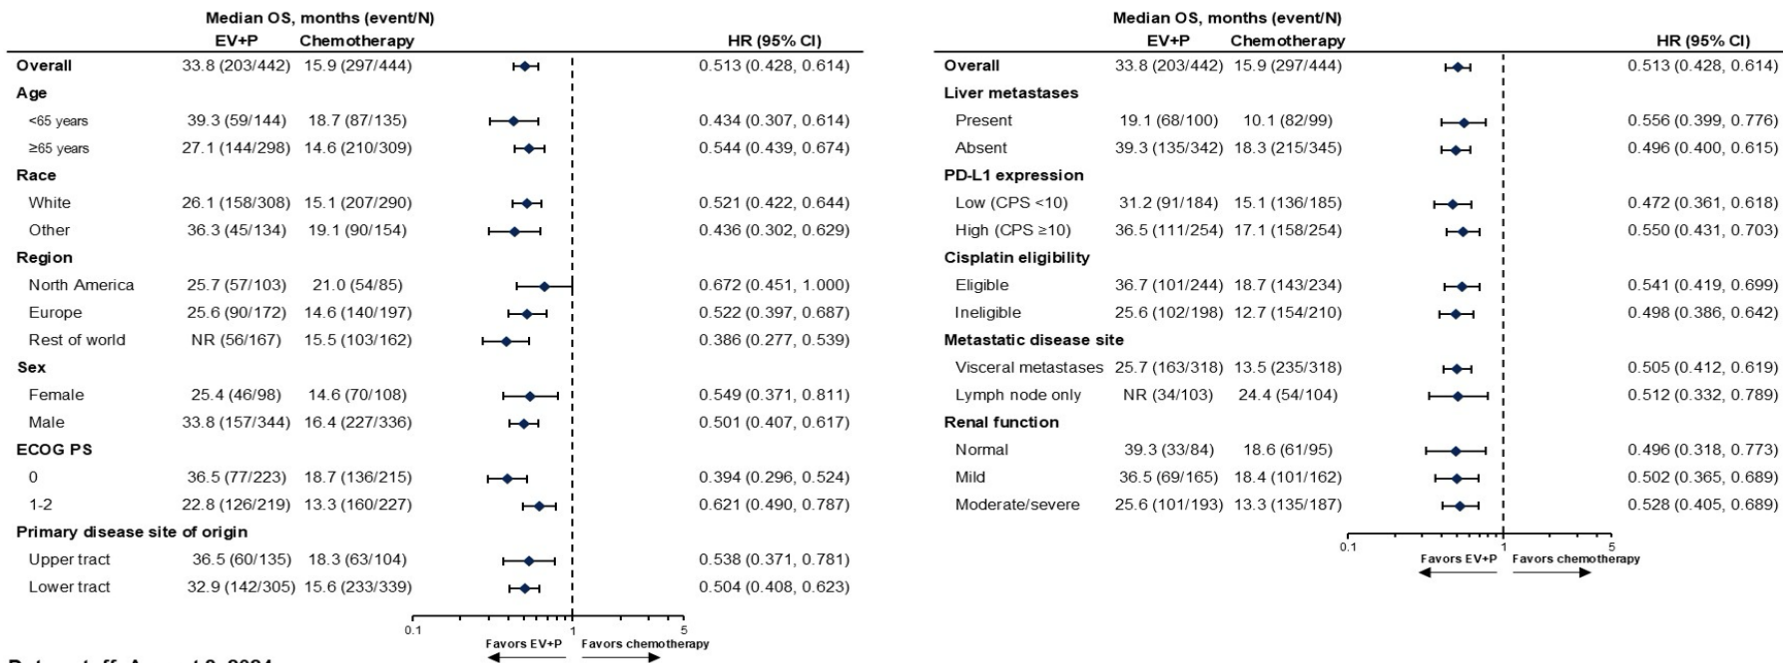 Median OS, months (event/N)
EV+P Chemotherapy HR (95% CI)
Overall 33.8 (203/442) 15.9 (297/444) 0.513 (0.428, 0.614)
Age
<65 years 39.3 (59/144) 18.7 (87/135) 0.434 (0.307, 0.614)
≥65 years 27.1 (144/298) 14.6 (210/309) 0.544 (0.439, 0.674)
Race
White 26.1 (158/308) 15.1 (207/290) 0.521 (0.422, 0.644)
Other 36.3 (45/134) 19.1 (90/154) 0.436 (0.302, 0.629)
Region
North America 25.7 (57/103) 21.0 (54/85) 0.672 (0.451, 1.000)
Europe 25.6 (90/172) 14.6 (140/197) 0.522 (0.397, 0.687)
Rest of world NR (56/167) 15.5 (103/162) 0.386 (0.277, 0.539)
Sex
Female 25.4 (46/98) 14.6 (70/108) 0.549 (0.371, 0.811)
Male 33.8 (157/344) 16.4 (227/336) 0.501 (0.407, 0.617)
ECOG PS
0 36.5 (77/223) 18.7 (136/215) 0.394 (0.296, 0.524)
1-2 22.8 (126/219) 13.3 (160/227) 0.621 (0.490, 0.787)
Primary disease site of origin
Upper tract 36.5 (60/135) 18.3 (63/104) 0.538 (0.371, 0.781)
Lower tract 32.9 (142/305) 15.6 (233/339) 0.504 (0.408, 0.623)
0.1 1 5
Favors EV+P Favors chemotherapy
Median OS, months (event/N)
EV+P Chemotherapy HR (95% CI)
Overall 33.8 (203/442) 15.9 (297/444) 0.513 (0.428, 0.614)
Liver metastases
Present 19.1 (68/100) 10.1 (82/99) 0.556 (0.399, 0.776)
Absent 39.3 (135/342) 18.3 (215/345) 0.496 (0.400, 0.615)
PD-L1 expression
Low (CPS <10) 31.2 (91/184) 15.1 (136/185) 0.472 (0.361, 0.618)
High (CPS ≥10) 36.5 (111/254) 17.1 (158/254) 0.550 (0.431, 0.703)
Cisplatin eligibility
Eligible 36.7 (101/244) 18.7 (143/234) 0.541 (0.419, 0.699)
Ineligible 25.6 (102/198) 12.7 (154/210) 0.498 (0.386, 0.642)
Metastatic disease site
Visceral metastases 25.7 (163/318) 13.5 (235/318) 0.505 (0.412, 0.619)
Lymph node only NR (34/103) 24.4 (54/104) 0.512 (0.332, 0.789)
Renal function
Normal 39.3 (33/84) 18.6 (61/95) 0.496 (0.318, 0.773)
Mild 36.5 (69/165) 18.4 (101/162) 0.502 (0.365, 0.689)
Moderate/severe 25.6 (101/193) 13.3 (135/187) 0.528 (0.405, 0.689)
0.1 1 5
Favors EV+P Favors chemotherapy